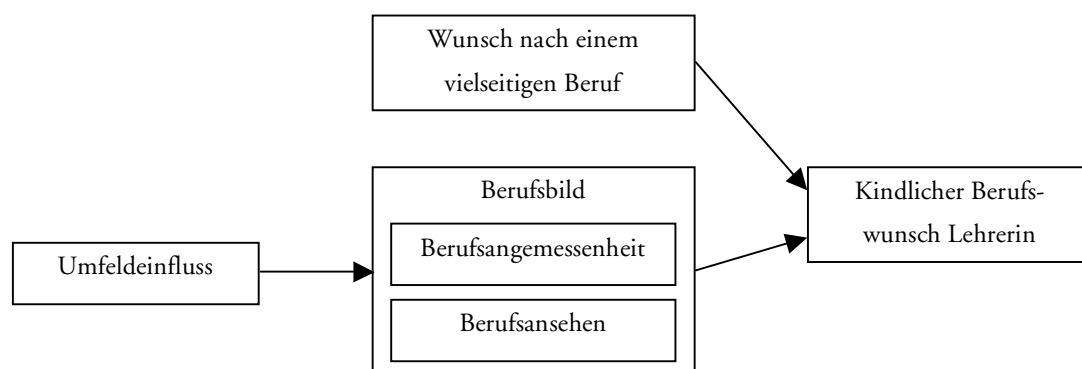 Wunsch nach einem
vielseitigen Beruf
Berufsbild
Berufsangemessenheit
Berufsansehen
Umfeldeinfluss
Kindlicher Berufs-
wunsch Lehrerin